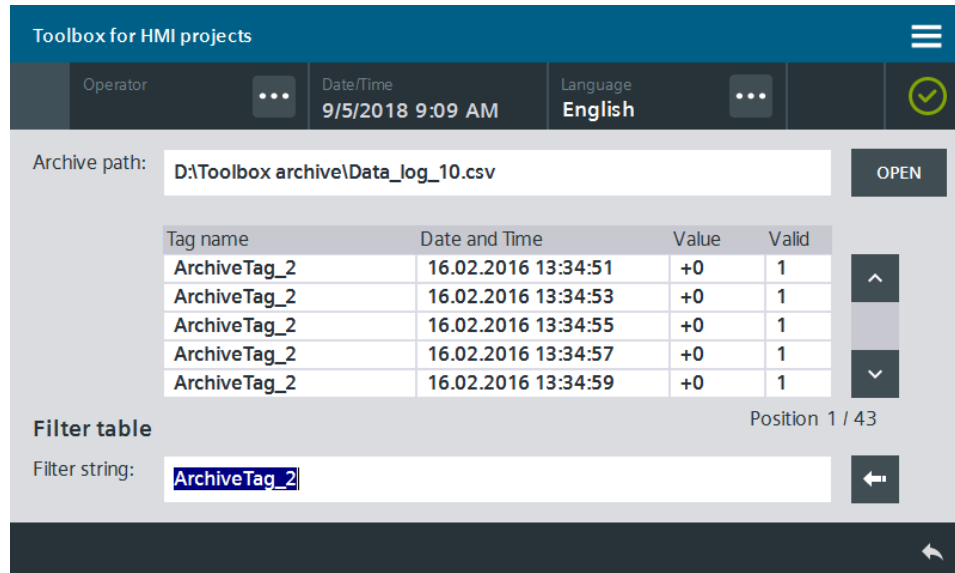 Toolbox for HMI projects
Operator
Date/Time
9/5/2018 9:09 AM
Language
English
Archive path:
D:\Toolbox archive\Data_log_10.csv
OPEN
Tag name Date and Time Value Valid
ArchiveTag_2 16.02.2016 13:34:51 +0 1
ArchiveTag_2 16.02.2016 13:34:53 +0 1
ArchiveTag_2 16.02.2016 13:34:55 +0 1
ArchiveTag_2 16.02.2016 13:34:57 +0 1
ArchiveTag_2 16.02.2016 13:34:59 +0 1
Position 1 / 43
Filter table
Filter string:
ArchiveTag_2